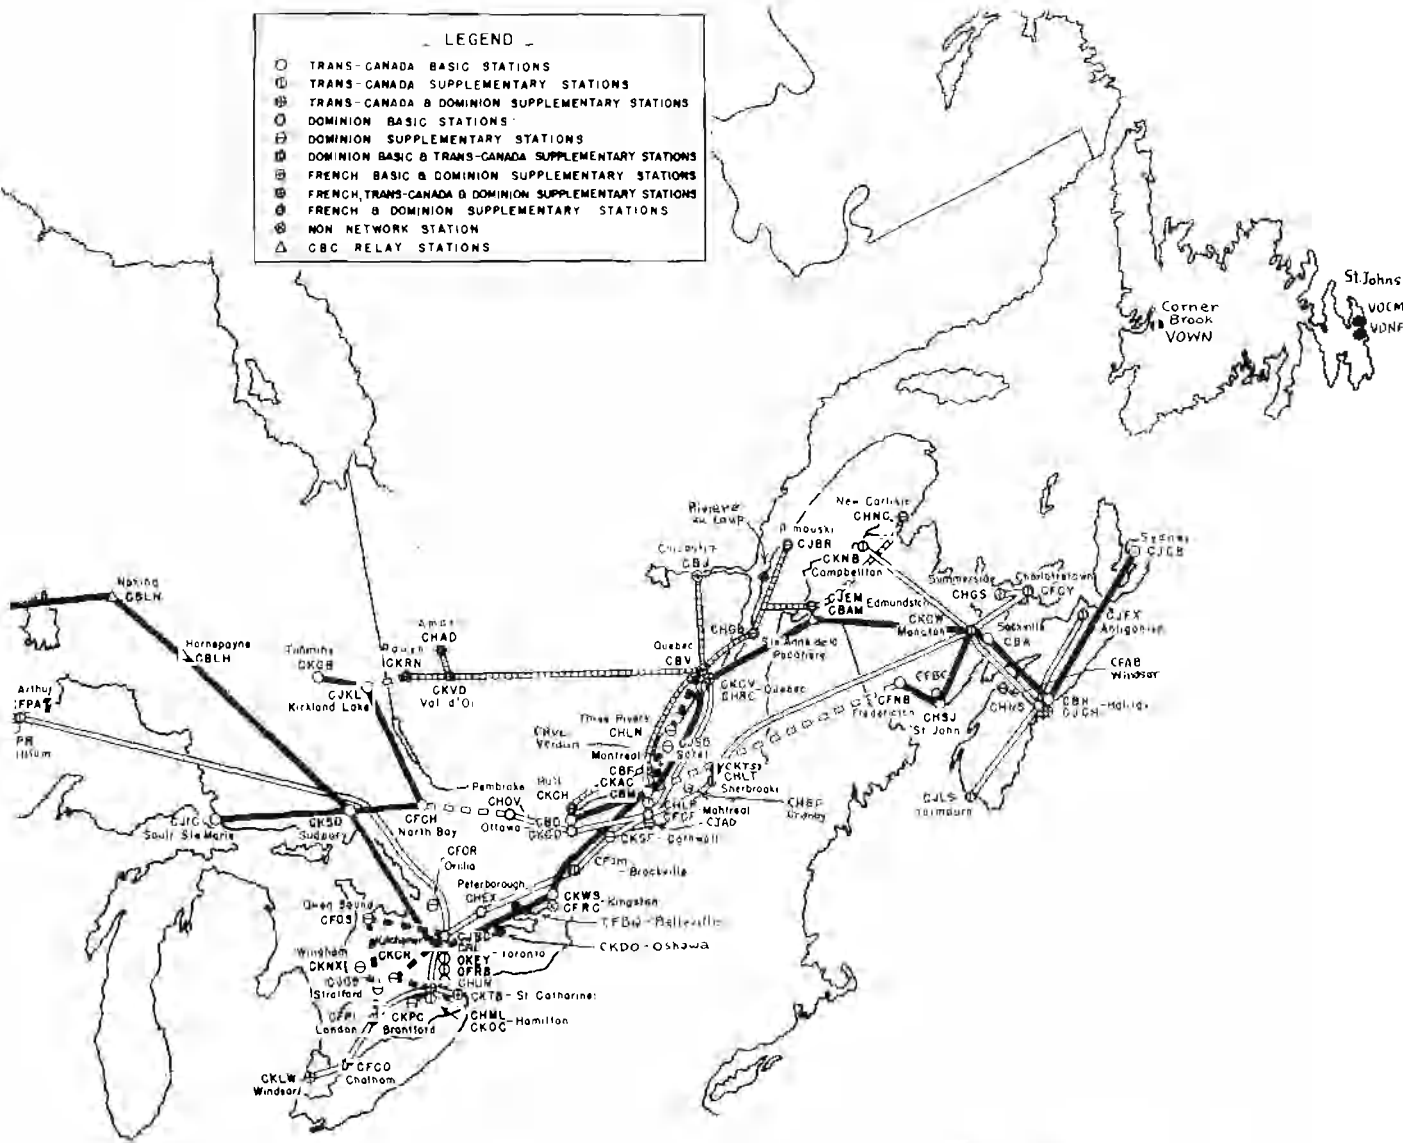 LEGEND
TRANS-CANADA BASIC STATIONS
TRANS-CANADA SUPPLEMENTARY STATIONS
TRANS-CANADA & DOMINION SUPPLEMENTARY STATIONS
DOMINION BASIC STATIONS
DOMINION SUPPLEMENTARY STATIONS
DOMINION BASIC & TRANS-CANADA SUPPLEMENTARY STATIONS
FRENCH BASIC & DOMINION SUPPLEMENTARY STATIONS
FRENCH, TRANS-CANADA & DOMINION SUPPLEMENTARY STATIONS
FRENCH & DOMINION SUPPLEMENTARY STATIONS
NON NETWORK STATION
CBC RELAY STATIONS
St. Johns
VOCM
VONF
Corner
Brook
VOWN
New Carlisle
CHNC
Rimouski
CJBR
CKNB
Campbellton
CBJ
Sydney
CJCB
Summerside
CHGS
Charlottetown
CFCY
CJEM
CBAM
Edmundston
CKCW
Moncton
Sackville
CBA
CJFX
Antigonish
CFAB
Windsor
CHGB
Ste Anne de la
Pocatiere
Quebec
CBV
CKCV
CHRC - Quebec
CFBC
CFNB
Fredericton
CHSJ
St John
CHNS
CBH
CJCH - Halifax
CJLS
Yarmouth
Nakina
CBLN
Hornepayne
CBLH
Timmins
CKGB
CJKL
Kirkland Lake
CKRN
Amos
CHAD
CKVD
Val d'Or
Arthur
Three Rivers
CHLN
Verdun
CJSO
Sorel
Montreal
CBF
CKAC
CBM
CKTS
CHLT
Sherbrooke
CHEF
Granby
CHLP
CFCF
CJAD
Montreal
Hull
CKCH
Pembroke
CHOV
Ottawa
CBO
CKCO
CJIC
Sault Ste Marie
CKSO
Sudbury
CFCH
North Bay
CKSF - Cornwall
CFJM
- Brockville
CFOR
Orillia
Peterborough
CHEX
CKWS
CFRC - Kingston
Belleville
CKDO - Oshawa
Owen Sound
CFOS
Wingham
CKNX
Kitchener
CKCR
CJBC
CBL
CKEY - Toronto
CFRB
CHUM
Stratford
CKTB - St Catharines
London
CKPC
Brantford
CHML
CKOC - Hamilton
CFCO
Chatham
CKLW
Windsor